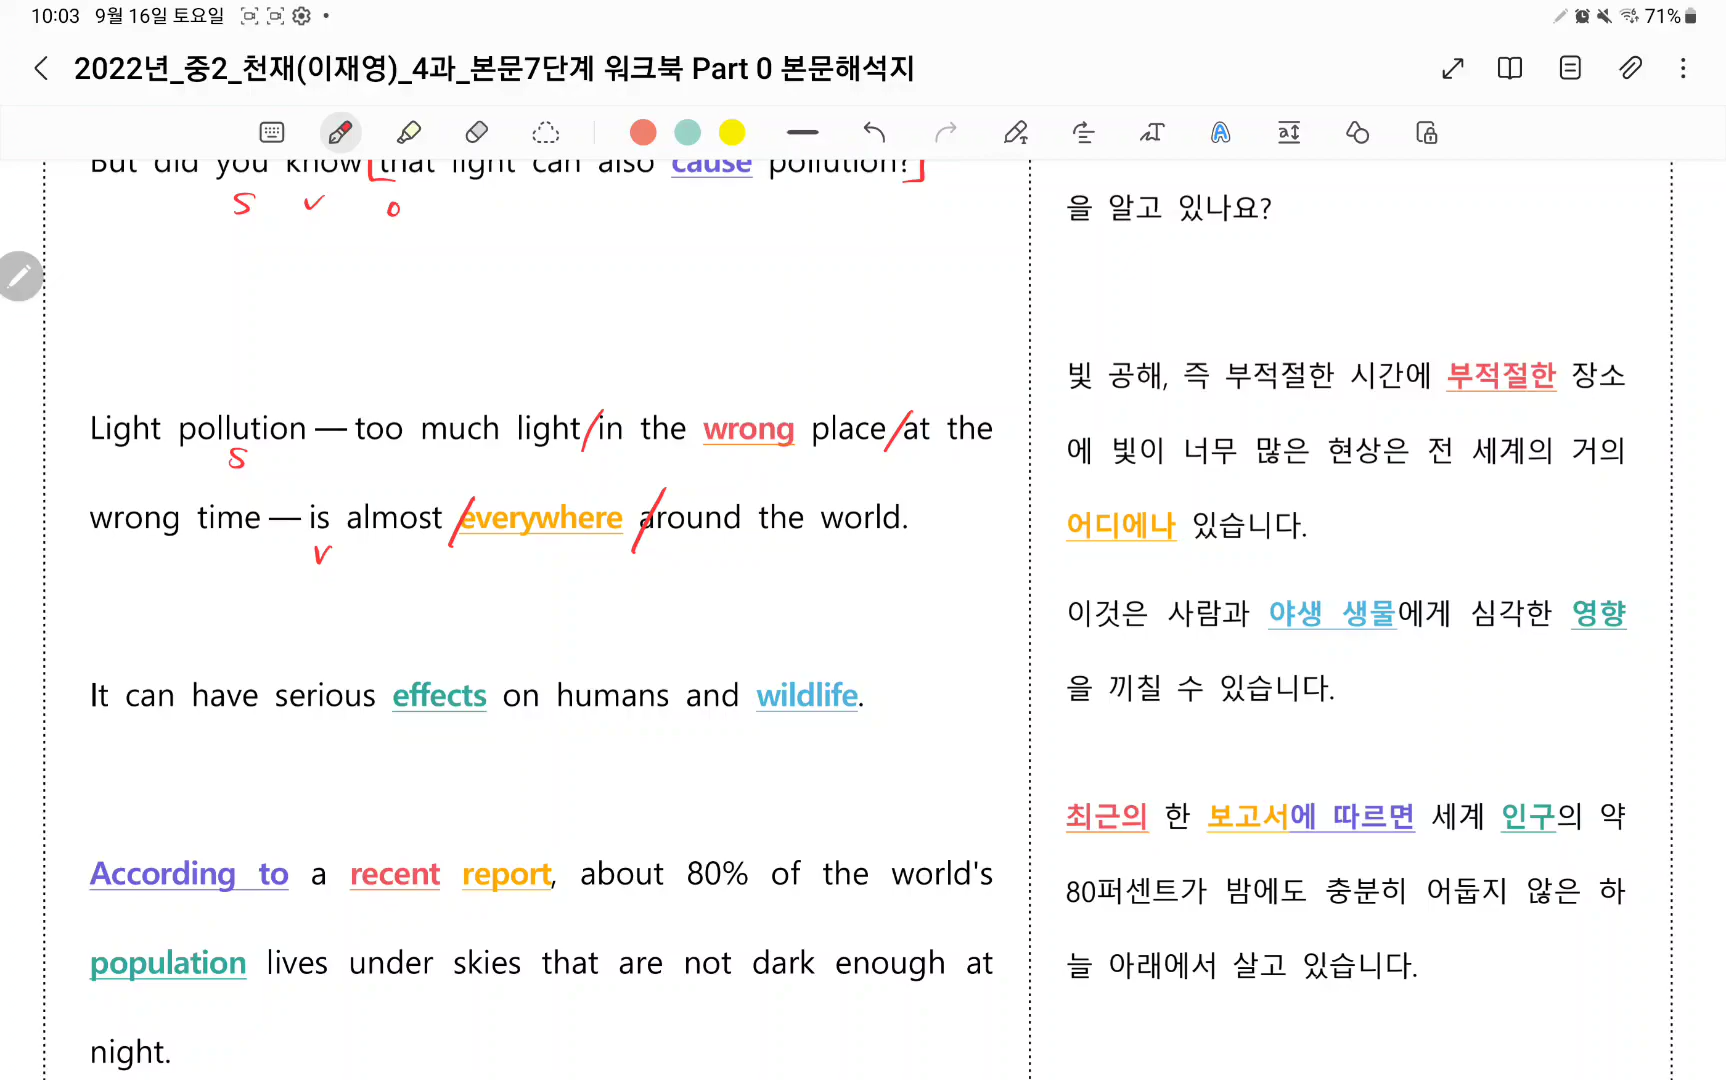 10:03 9월 16일 토요일
71%
2022년_중2_천재(이재영)_4과_본문7단계 워크북 Part 0 본문해석지
But did you know [that light can also cause pollution?]
S V O
을 알고 있나요?
Light pollution — too much light / in the wrong place / at the
S
wrong time — is almost / everywhere / around the world.
V
It can have serious effects on humans and wildlife.
According to a recent report, about 80% of the world's
population lives under skies that are not dark enough at
night.
빛 공해, 즉 부적절한 시간에 부적절한 장소
에 빛이 너무 많은 현상은 전 세계의 거의
어디에나 있습니다.
이것은 사람과 야생 생물에게 심각한 영향
을 끼칠 수 있습니다.
최근의 한 보고서에 따르면 세계 인구의 약
80퍼센트가 밤에도 충분히 어둡지 않은 하
늘 아래에서 살고 있습니다.